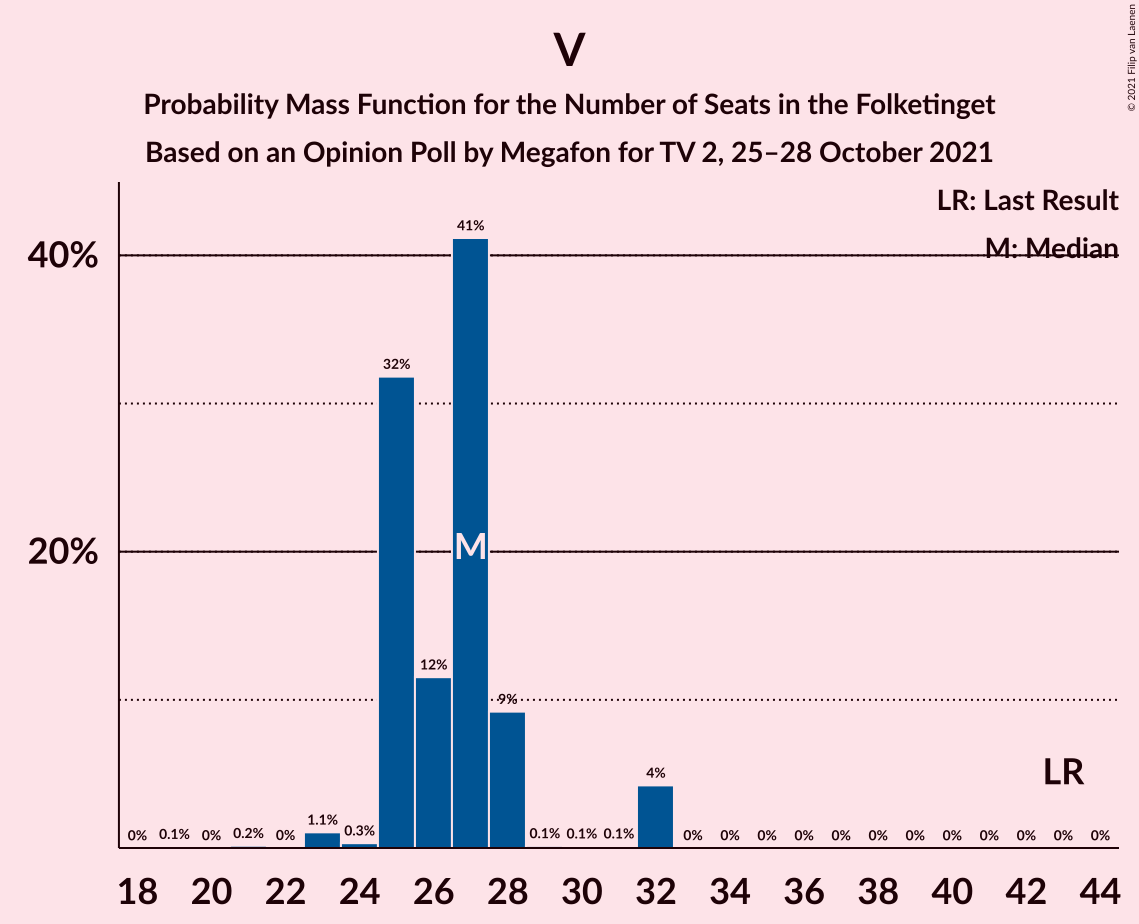 V
Probability Mass Function for the Number of Seats in the Folketinget
Based on an Opinion Poll by Megafon for TV 2, 25–28 October 2021
© 2021 Filip van Laenen
LR: Last Result
M: Median
40%
20%
0% 0.1% 0% 0.2% 0% 1.1% 0.3% 32% 12% 41% 9% 0.1% 0.1% 0.1% 4% 0% 0% 0% 0% 0% 0% 0% 0% 0% 0% 0% 0%
M
LR
18 20 22 24 26 28 30 32 34 36 38 40 42 44